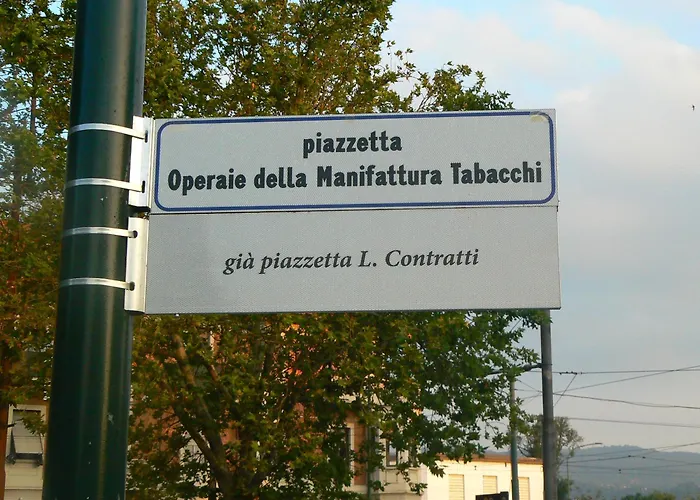 piazzetta
Operaie della Manifattura Tabacchi
già piazzetta L. Contratti